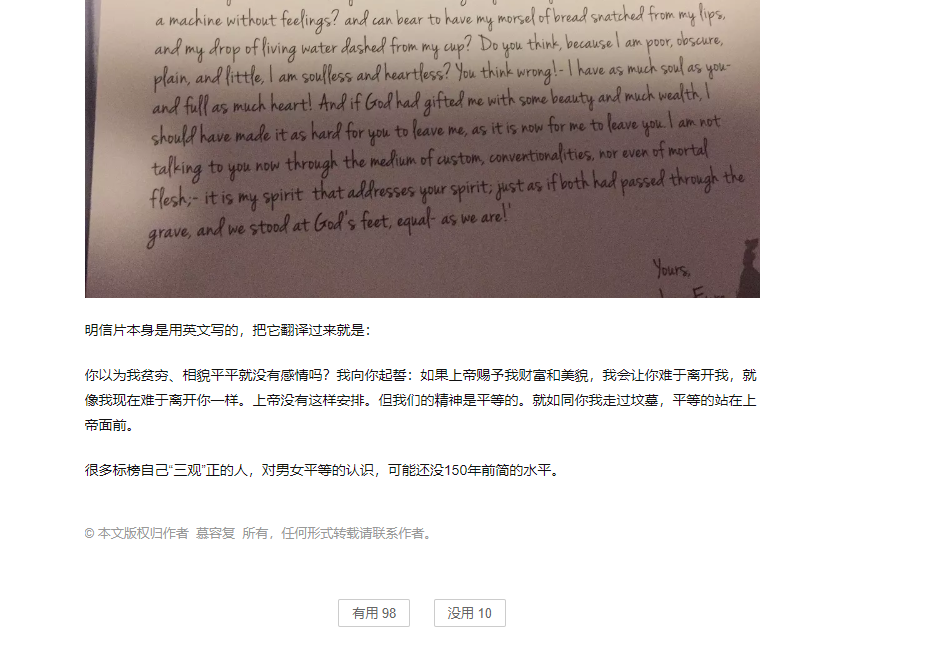 a machine without feelings? and can bear to have my morsel of bread snatched from my lips,
and my drop of living water dashed from my cup? Do you think, because I am poor, obscure,
plain, and little, I am soulless and heartless? You think wrong!- I have as much soul as you-
and full as much heart! And if God had gifted me with some beauty and much wealth, I
should have made it as hard for you to leave me, as it is now for me to leave you. I am not
talking to you now through the medium of custom, conventionalities, nor even of mortal
flesh;- it is my spirit that addresses your spirit; just as if both had passed through the
grave, and we stood at God's feet, equal- as we are!'
Yours,
明信片本身是用英文写的，把它翻译过来就是：
你以为我贫穷、相貌平平就没有感情吗？我向你起誓：如果上帝赐予我财富和美貌，我会让你难于离开我，就
像我现在难于离开你一样。上帝没有这样安排。但我们的精神是平等的。就如同你我走过坟墓，平等的站在上
帝面前。
很多标榜自己“三观”正的人，对男女平等的认识，可能还没150年前简的水平。
© 本文版权归作者 慕容复 所有，任何形式转载请联系作者。
有用 98 没用 10